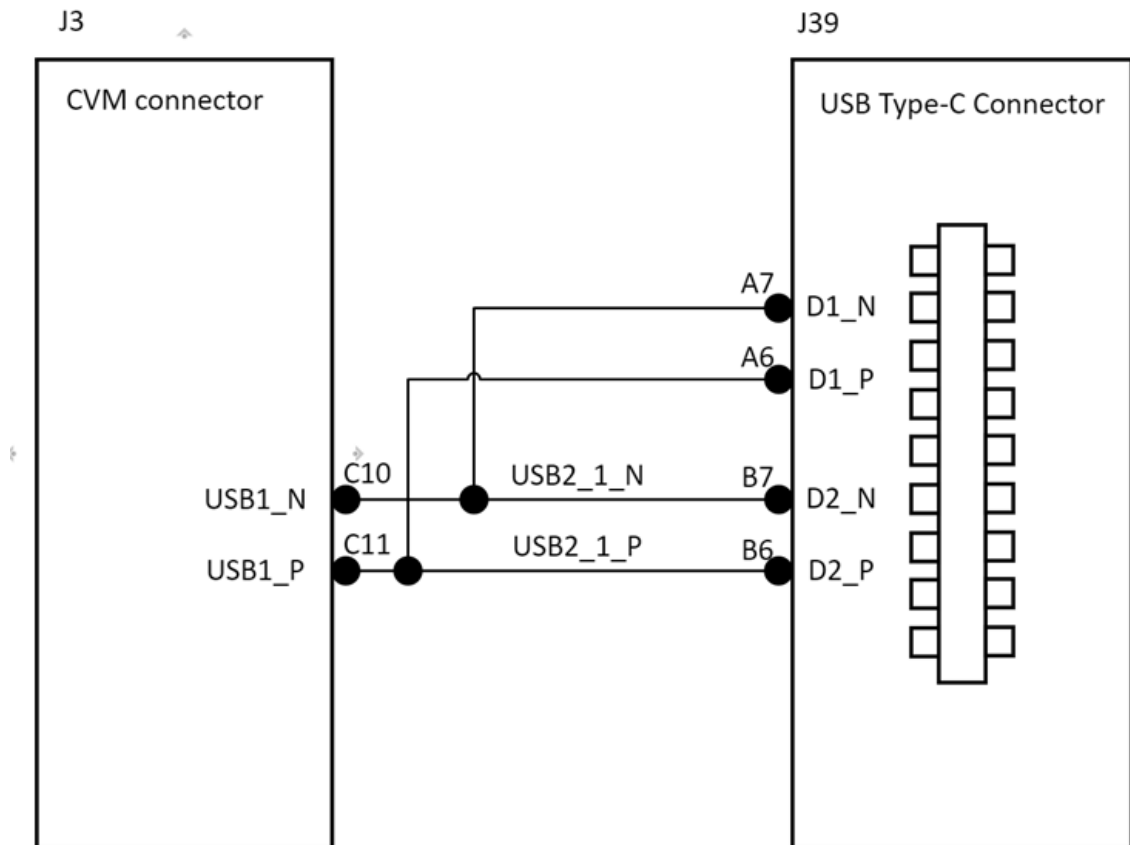 J3
J39
CVM connector
USB Type-C Connector
A7
D1_N
A6
D1_P
C10
USB2_1_N
B7
USB1_N
D2_N
C11
USB2_1_P
B6
USB1_P
D2_P